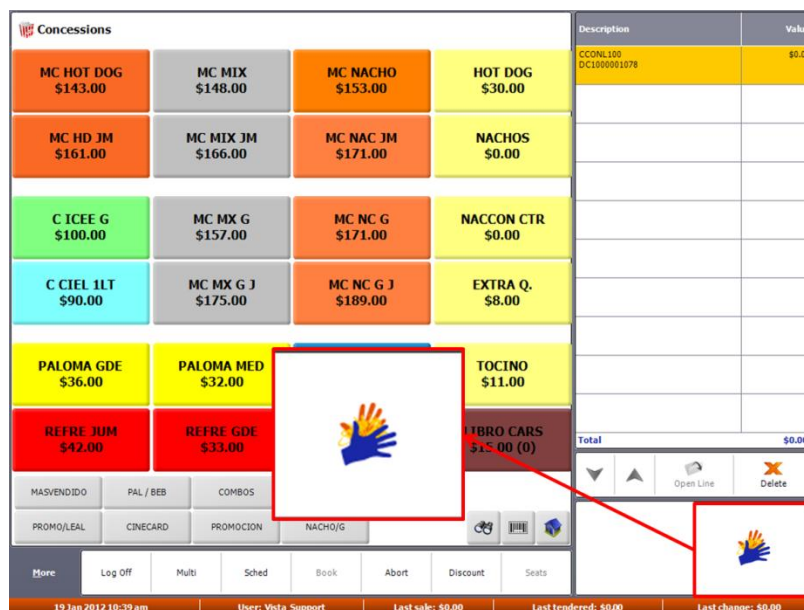 Concessions
MC HOT DOG
$143.00
MC MIX
$148.00
MC NACHO
$153.00
HOT DOG
$30.00
MC HD JM
$161.00
MC MIX JM
$166.00
MC NAC JM
$171.00
NACHOS
$0.00
C ICEE G
$100.00
MC MX G
$157.00
MC NC G
$171.00
NACCON CTR
$0.00
C CIEL 1LT
$90.00
MC MX G J
$175.00
MC NC G J
$189.00
EXTRA Q.
$8.00
PALOMA GDE
$36.00
PALOMA MED
$32.00
TOCINO
$11.00
REFRE JUM
$42.00
REFRE GDE
$33.00
LIBRO CARS
$15.00 (0)
MASVENDIDO PAL / BEB COMBOS
PROMO/LEAL CINECARD PROMOCION NACHO/G
More Log Off Multi Sched Book Abort Discount Seats
Description Valu
CCONL100 $0.0
DC1000001078
Total $0.00
Open Line Delete
19 Jan 2012 10:39 am User: Vista Support Last sale: $0.00 Last tendered: $0.00 Last change: $0.00